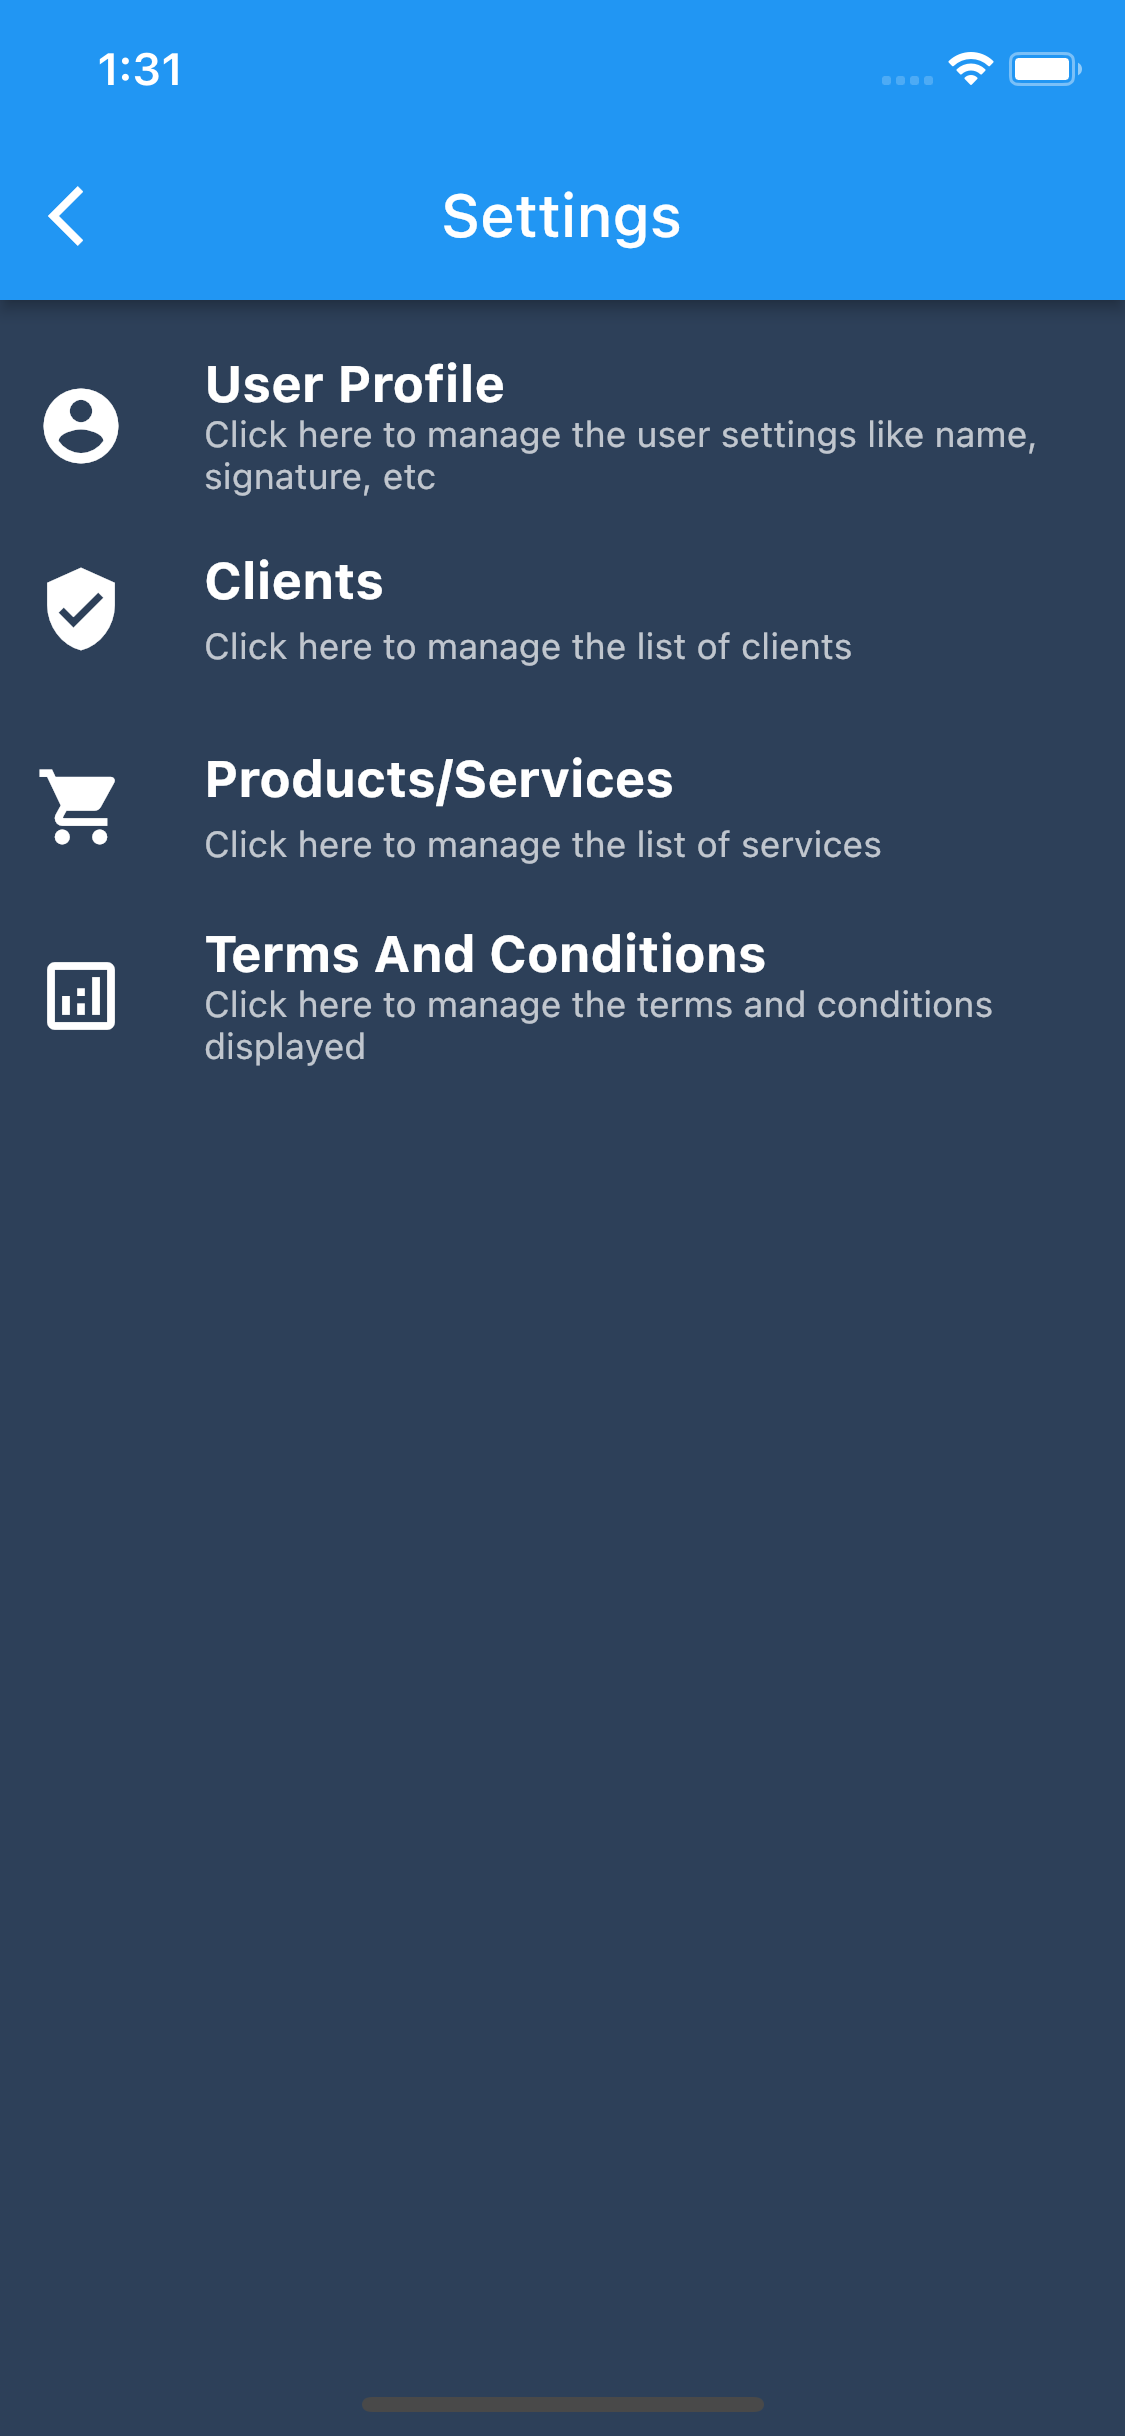 1:31
Settings
User Profile
Click here to manage the user settings like name,
signature, etc
Clients
Click here to manage the list of clients
Products/Services
Click here to manage the list of services
Terms And Conditions
Click here to manage the terms and conditions
displayed